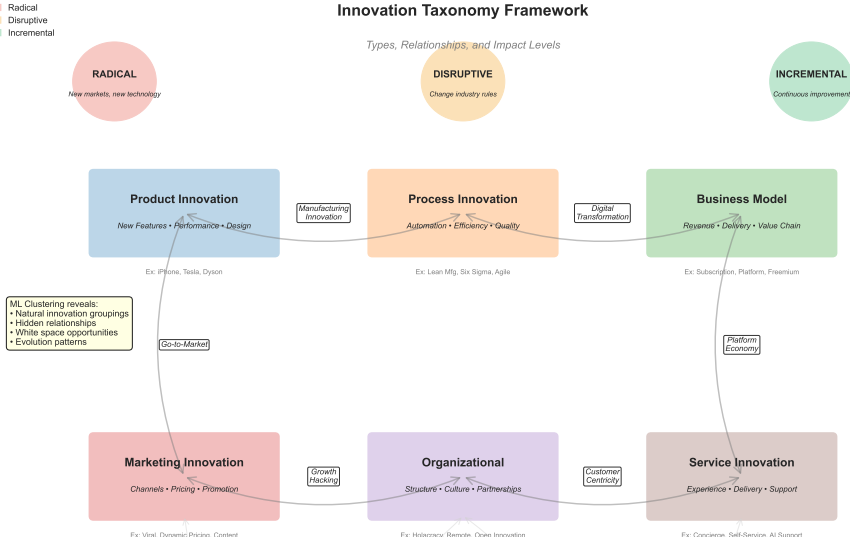 Radical
Disruptive
Incremental
Innovation Taxonomy Framework
Types, Relationships, and Impact Levels
RADICAL
New markets, new technology
DISRUPTIVE
Change industry rules
INCREMENTAL
Continuous improvement
Product Innovation
New Features • Performance • Design
Ex: iPhone, Tesla, Dyson
Manufacturing
Innovation
Process Innovation
Automation • Efficiency • Quality
Ex: Lean Mfg, Six Sigma, Agile
Digital
Transformation
Business Model
Revenue • Delivery • Value Chain
Ex: Subscription, Platform, Freemium
ML Clustering reveals:
• Natural innovation groupings
• Hidden relationships
• White space opportunities
• Evolution patterns
Go-to-Market
Platform
Economy
Marketing Innovation
Channels • Pricing • Promotion
Ex: Viral, Dynamic Pricing, Content
Growth
Hacking
Organizational
Structure • Culture • Partnerships
Ex: Holacracy, Remote, Open Innovation
Customer
Centricity
Service Innovation
Experience • Delivery • Support
Ex: Concierge, Self-Service, AI Support